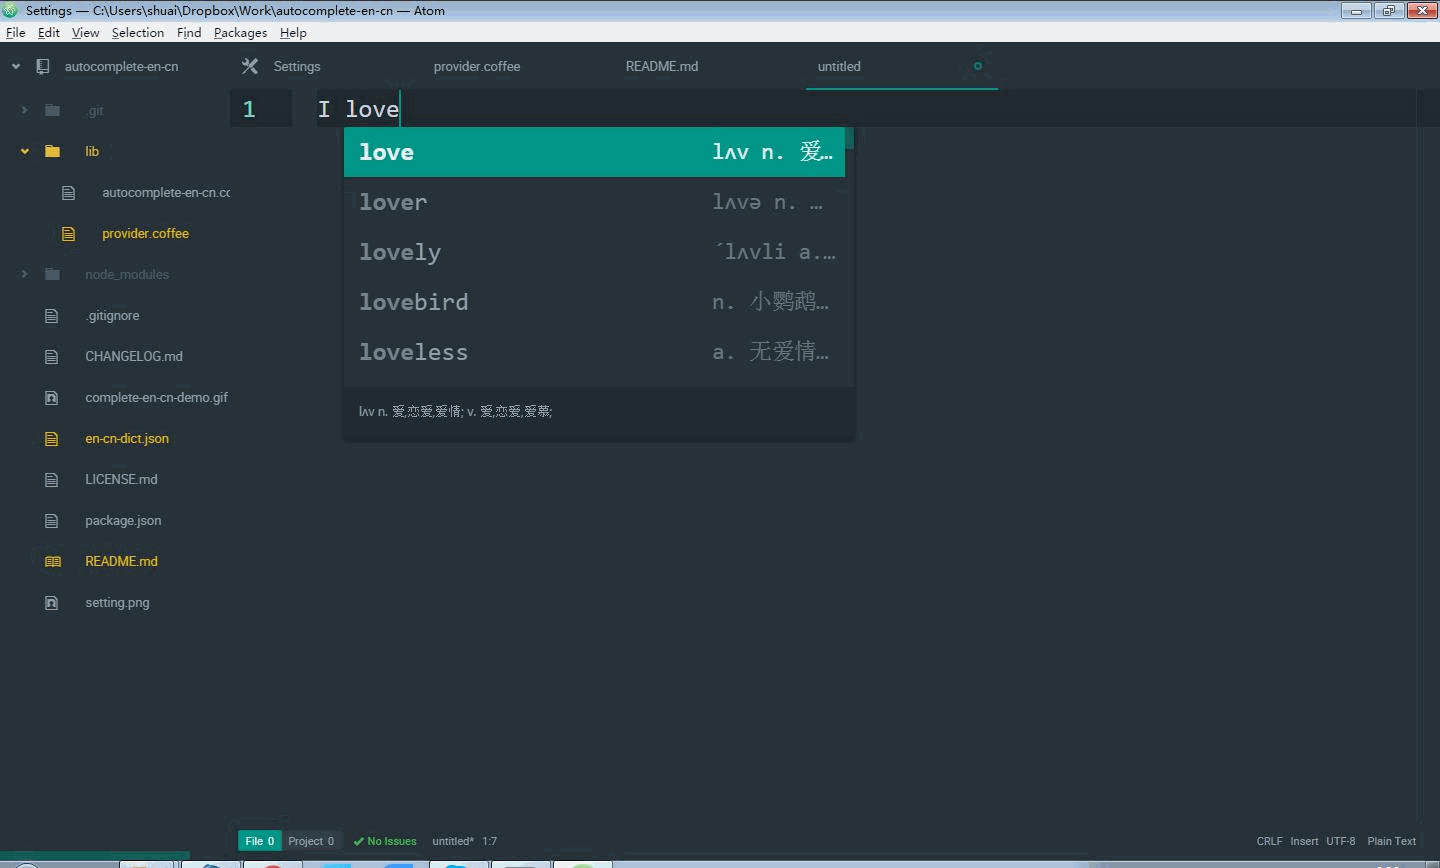 Settings — C:\Users\shuai\Dropbox\Work\autocomplete-en-cn — Atom
File Edit View Selection Find Packages Help
autocomplete-en-cn
Settings provider.coffee README.md untitled
.git
lib
autocomplete-en-cn.cc
provider.coffee
node_modules
.gitignore
CHANGELOG.md
complete-en-cn-demo.gif
en-cn-dict.json
LICENSE.md
package.json
README.md
setting.png
1 I love
love lʌv n. 爱…
lover lʌvə n. …
lovely ˊlʌvli a.…
lovebird n. 小鹦鹉…
loveless a. 无爱情…
lʌv n. 爱,恋爱,爱情; v. 爱,恋爱,爱慕;
File 0 Project 0 No Issues untitled* 1:7
CRLF Insert UTF-8 Plain Text